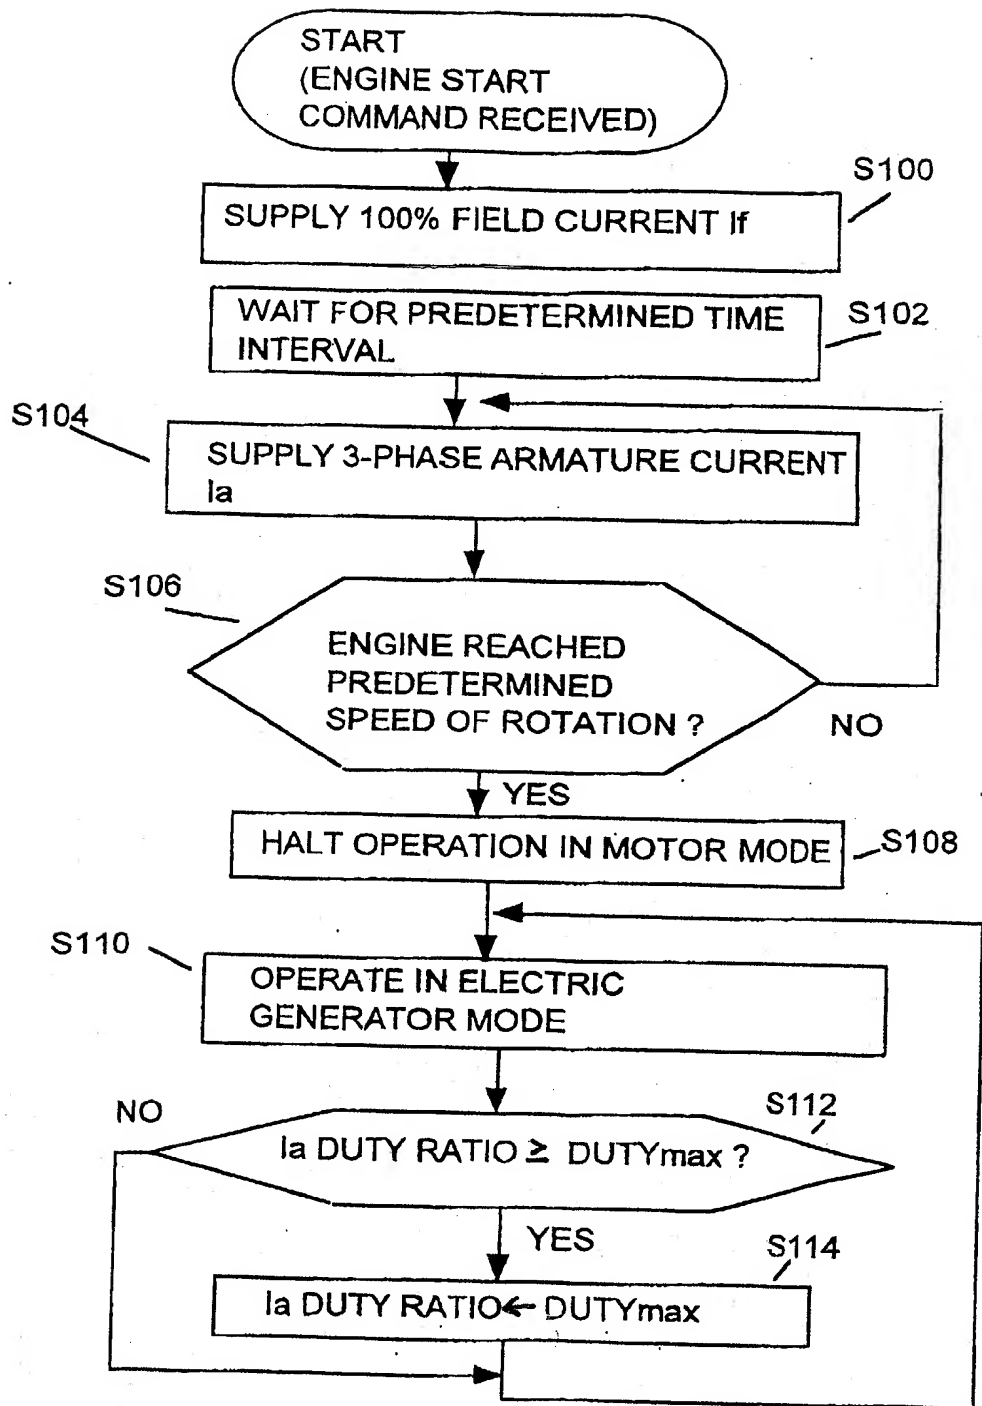 START
(ENGINE START
COMMAND RECEIVED)
S100
SUPPLY 100% FIELD CURRENT If
WAIT FOR PREDETERMINED TIME
INTERVAL
S102
S104
SUPPLY 3-PHASE ARMATURE CURRENT
Ia
S106
ENGINE REACHED
PREDETERMINED
SPEED OF ROTATION ?
NO
YES
HALT OPERATION IN MOTOR MODE
S108
S110
OPERATE IN ELECTRIC
GENERATOR MODE
NO
S112
Ia DUTY RATIO ≥ DUTYmax ?
YES
S114
Ia DUTY RATIO← DUTYmax